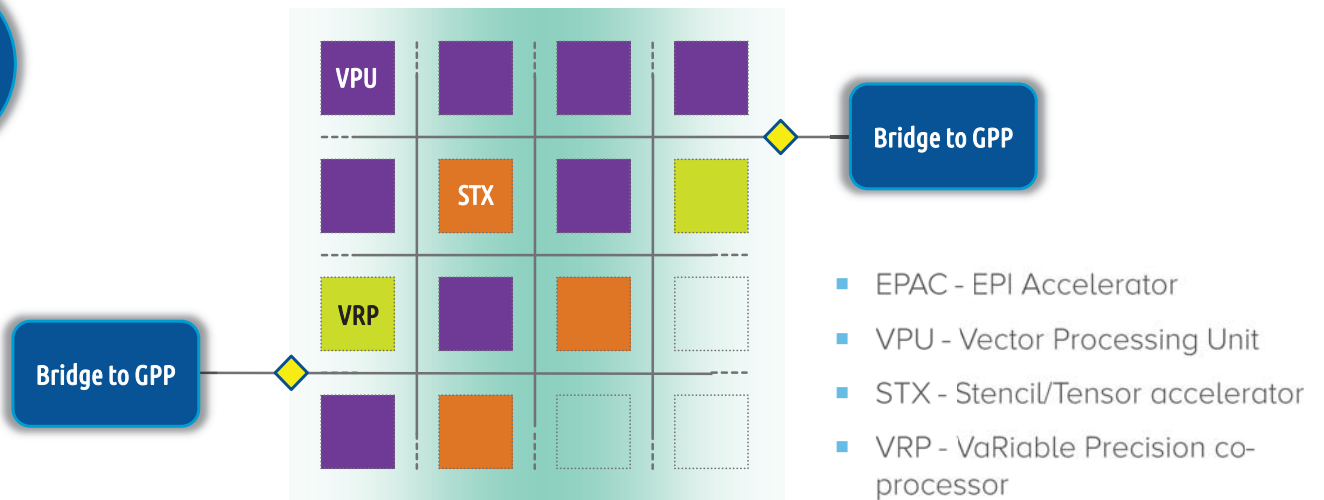 VPU
Bridge to GPP
STX
VRP
Bridge to GPP
EPAC - EPI Accelerator
VPU - Vector Processing Unit
STX - Stencil/Tensor accelerator
VRP - VaRiable Precision co-
processor